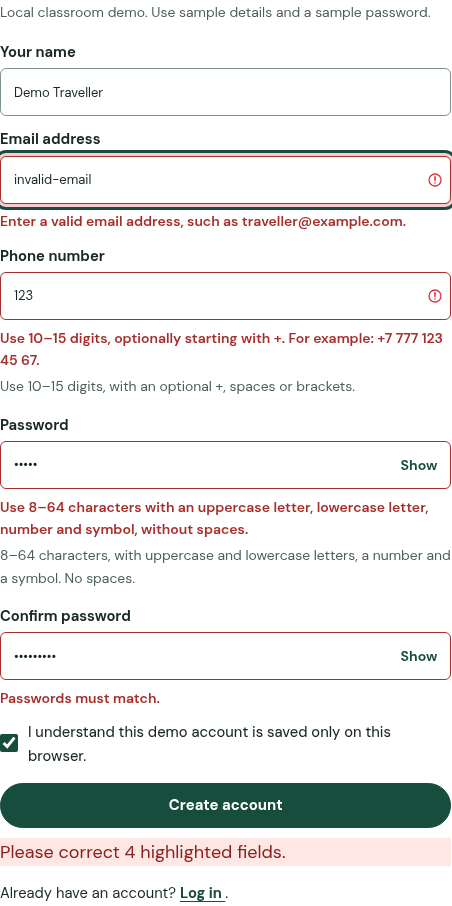 Local classroom demo. Use sample details and a sample password.
Your name
Demo Traveller
Email address
invalid-email
Enter a valid email address, such as traveller@example.com.
Phone number
123
Use 10–15 digits, optionally starting with +. For example: +7 777 123
45 67.
Use 10–15 digits, with an optional +, spaces or brackets.
Password
•••••
Show
Use 8–64 characters with an uppercase letter, lowercase letter,
number and symbol, without spaces.
8–64 characters, with uppercase and lowercase letters, a number and
a symbol. No spaces.
Confirm password
•••••••••
Show
Passwords must match.
I understand this demo account is saved only on this
browser.
Create account
Please correct 4 highlighted fields.
Already have an account? Log in .